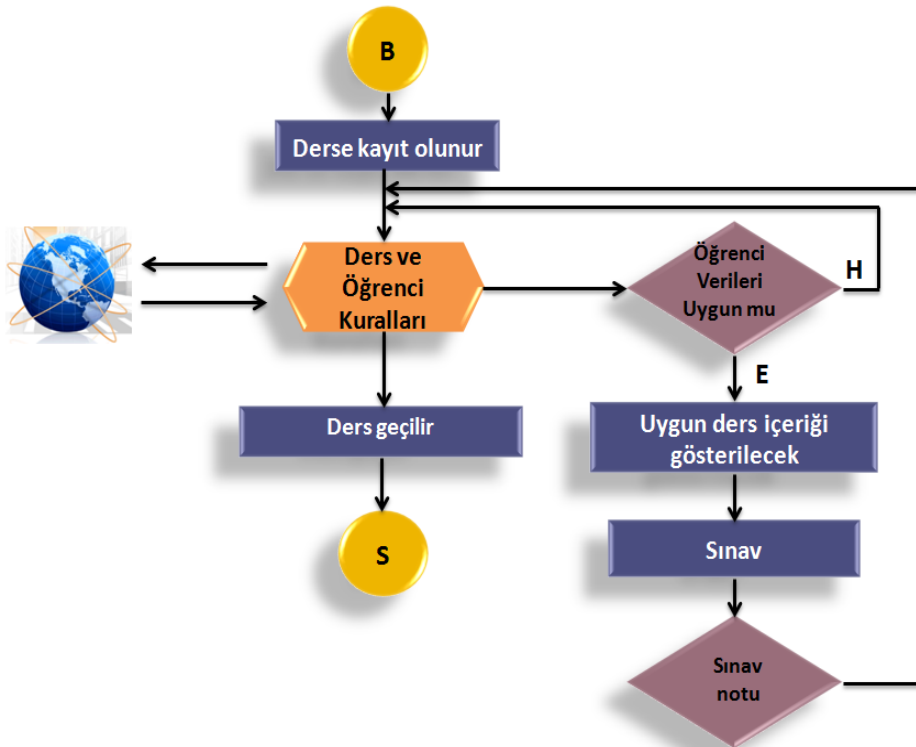 B
Derse kayıt olunur
Ders ve
Öğrenci
Kuralları
Öğrenci
Verileri
Uygun mu
H
E
Ders geçilir
Uygun ders içeriği
gösterilecek
S
Sınav
Sınav
notu